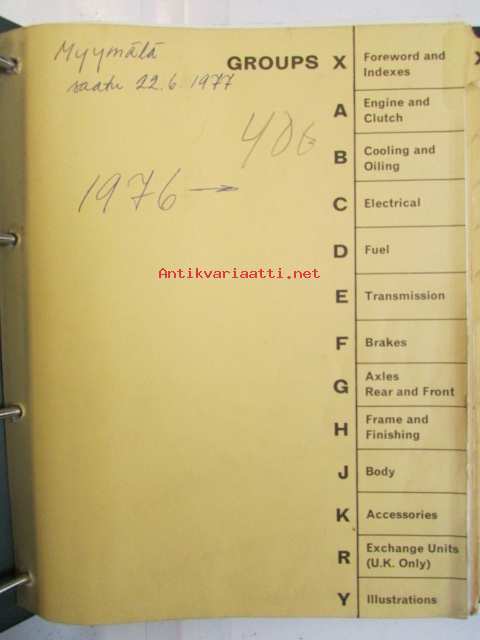 Myymälä
saatu 22.6.1977
GROUPS X Foreword and
Indexes
A Engine and
Clutch
406
B Cooling and
Oiling
1976 →
C Electrical
D Fuel
Antikvariaatti.net
E Transmission
F Brakes
G Axles
Rear and Front
H Frame and
Finishing
J Body
K Accessories
R Exchange Units
(U.K. Only)
Y Illustrations